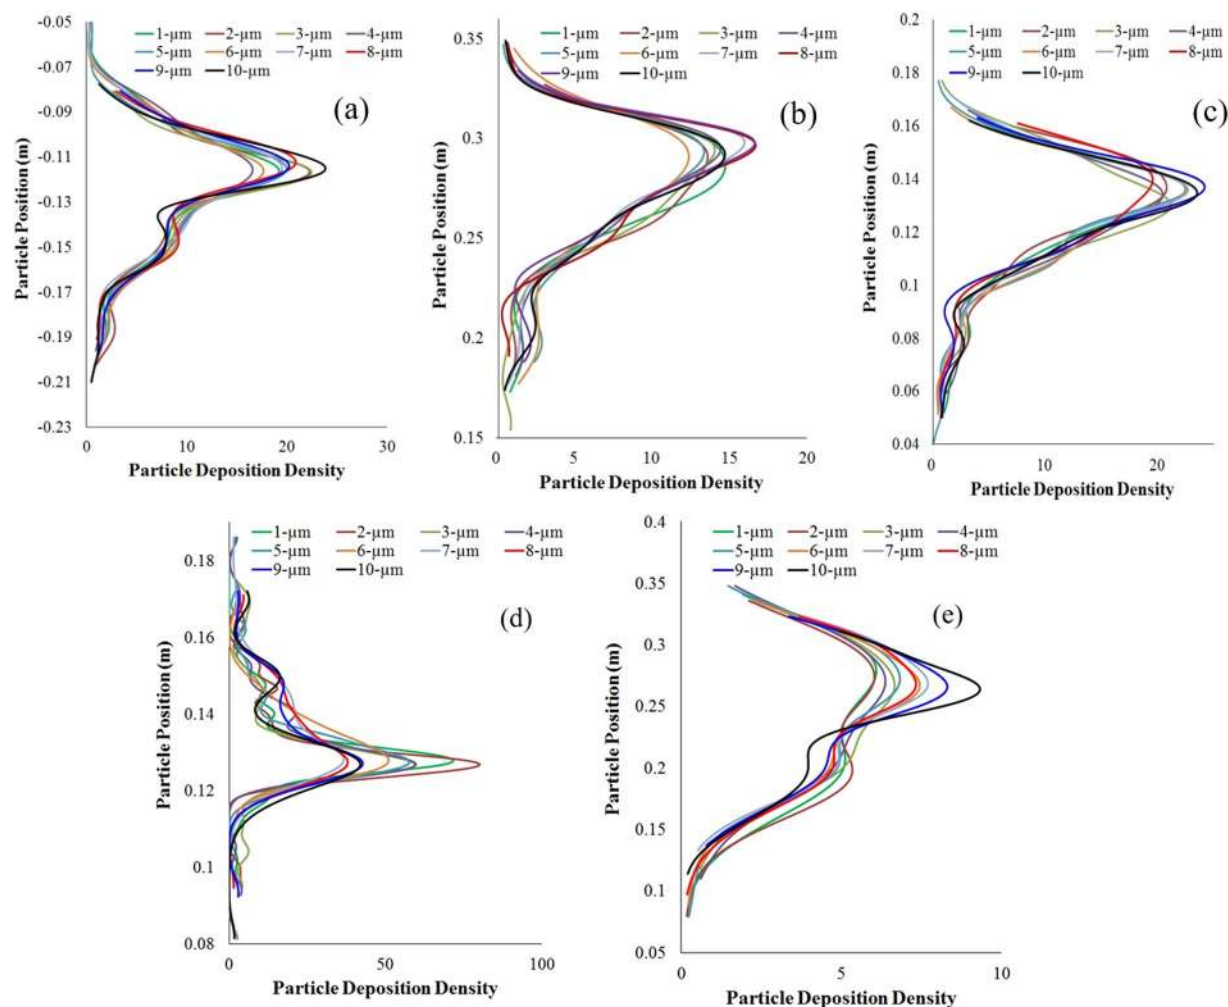 -0.05
-0.07
-0.09
-0.11
-0.13
-0.15
-0.17
-0.19
-0.21
-0.23
Particle Position (m)
1-µm 2-µm 3-µm 4-µm
5-µm 6-µm 7-µm 8-µm
9-µm 10-µm
(a)
0 10 20 30
Particle Deposition Density
0.35
0.3
0.25
0.2
0.15
Particle Position (m)
1-µm 2-µm 3-µm 4-µm
5-µm 6-µm 7-µm 8-µm
9-µm 10-µm
(b)
0 5 10 15 20
Particle Deposition Density
0.2
0.18
0.16
0.14
0.12
0.1
0.08
0.06
0.04
Particle Position (m)
1-µm 2-µm 3-µm 4-µm
5-µm 6-µm 7-µm 8-µm
9-µm 10-µm
(c)
0 10 20
Particle Deposition Density
0.18
0.16
0.14
0.12
0.1
0.08
Particle Position (m)
1-µm 2-µm 3-µm 4-µm
5-µm 6-µm 7-µm 8-µm
9-µm 10-µm
(d)
0 50 100
Particle Deposition Density
0.4
0.35
0.3
0.25
0.2
0.15
0.1
0.05
Particle Position (m)
1-µm 2-µm 3-µm 4-µm
5-µm 6-µm 7-µm 8-µm
9-µm 10-µm
(e)
0 5 10
Particle Deposition Density